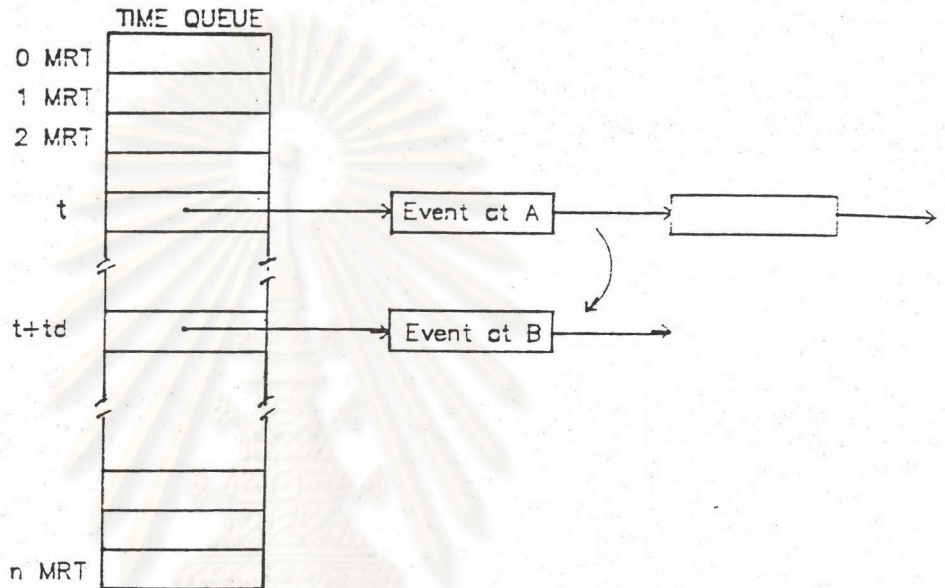 TIME QUEUE
0 MRT
1 MRT
2 MRT
t
Event at A
t+td
Event at B
n MRT